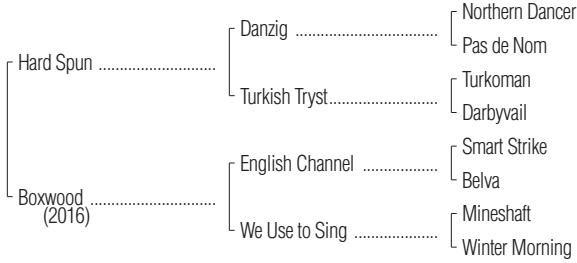 Northern Dancer
Danzig ..................................
Pas de Nom
Hard Spun ............................
Turkoman
Turkish Tryst..........................
Darbyvail
Smart Strike
English Channel ..................
Belva
Boxwood ..............................
(2016)
Mineshaft
We Use to Sing ....................
Winter Morning